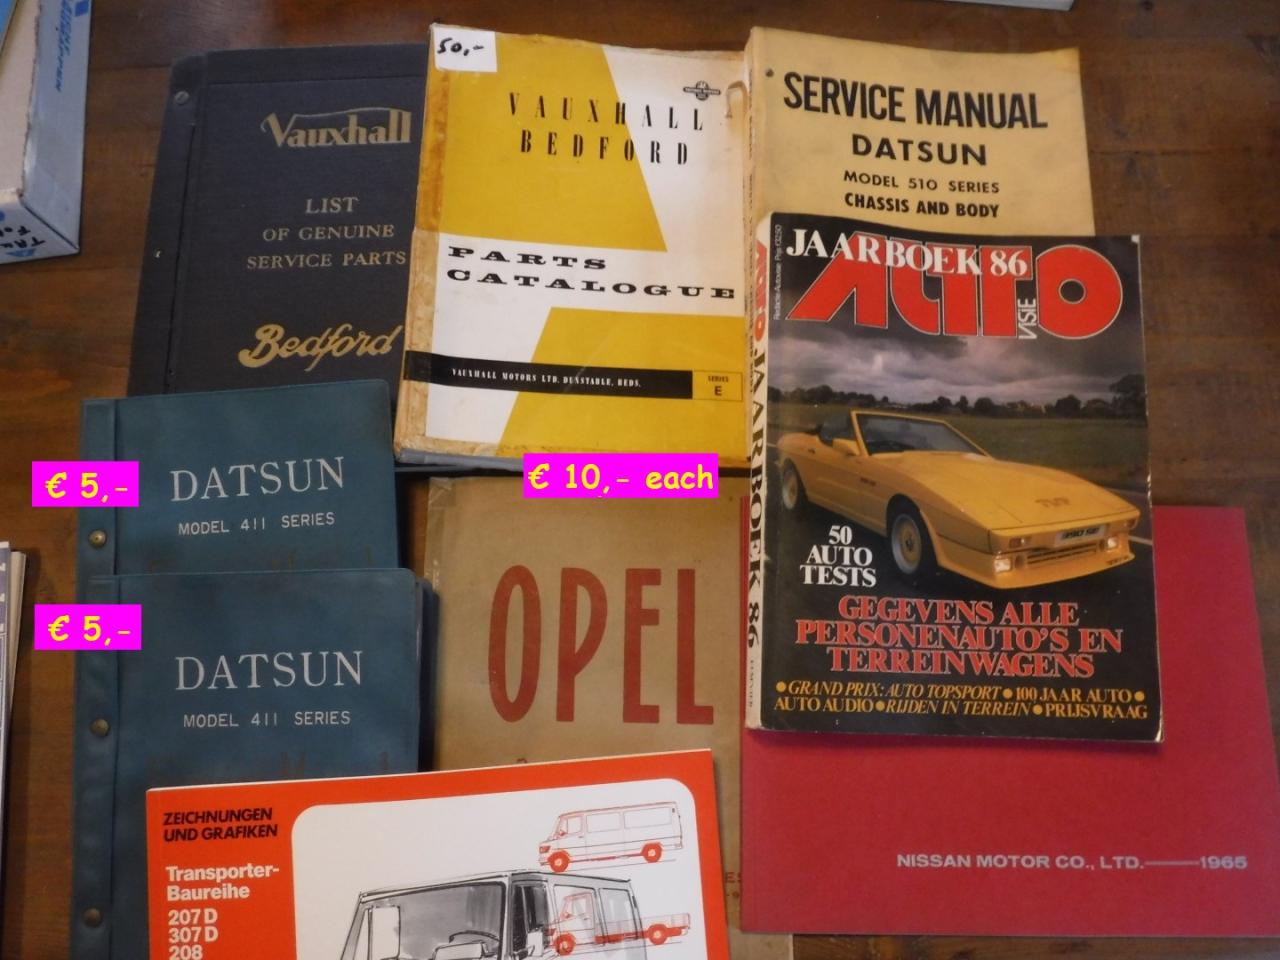 Vauxhall
LIST
OF GENUINE
SERVICE PARTS
Bedford
50,-
VAUXHALL
BEDFORD
PARTS
CATALOGUE
VAUXHALL MOTORS LTD. DUNSTABLE, BEDS.
SERIES
E
SERVICE MANUAL
DATSUN
MODEL 510 SERIES
CHASSIS AND BODY
JAARBOEK 86
AUTO
VISIE
50
AUTO
TESTS
GEGEVENS ALLE
PERSONENAUTO'S EN
TERREINWAGENS
● GRAND PRIX: AUTO TOPSPORT ● 100 JAAR AUTO ●
AUTO AUDIO ● RIJDEN IN TERREIN ● PRIJSVRAAG
JAARBOEK 86
€ 5,-
DATSUN
MODEL 411 SERIES
€ 10,- each
€ 5,-
DATSUN
MODEL 411 SERIES
OPEL
NISSAN MOTOR CO., LTD.——1965
ZEICHNUNGEN
UND GRAFIKEN
Transporter-
Baureihe
207 D
307 D
208